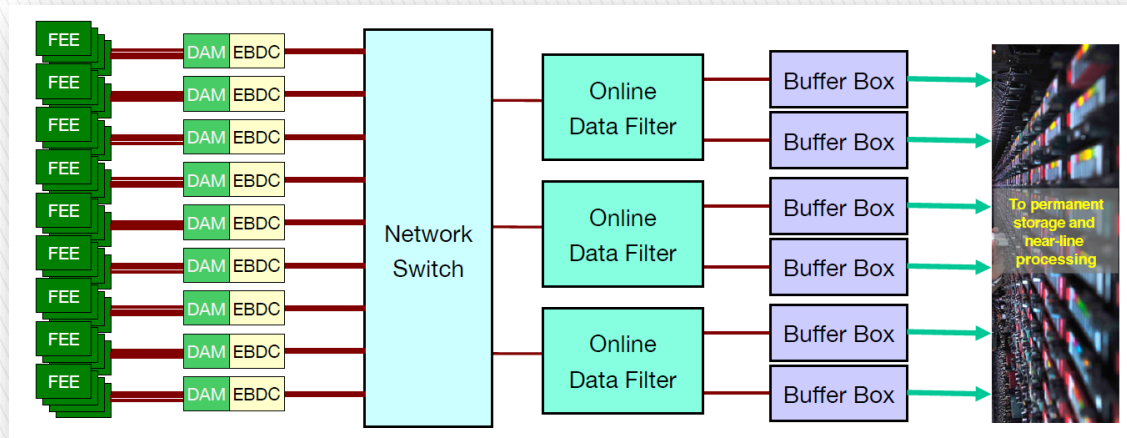 FEE
DAM EBDC
FEE
DAM EBDC
FEE
DAM EBDC
FEE
DAM EBDC
FEE
DAM EBDC
FEE
DAM EBDC
FEE
DAM EBDC
FEE
DAM EBDC
FEE
DAM EBDC
Network
Switch
Online
Data Filter
Online
Data Filter
Online
Data Filter
Buffer Box
Buffer Box
Buffer Box
Buffer Box
Buffer Box
Buffer Box
To permanent
storage and
near-line
processing